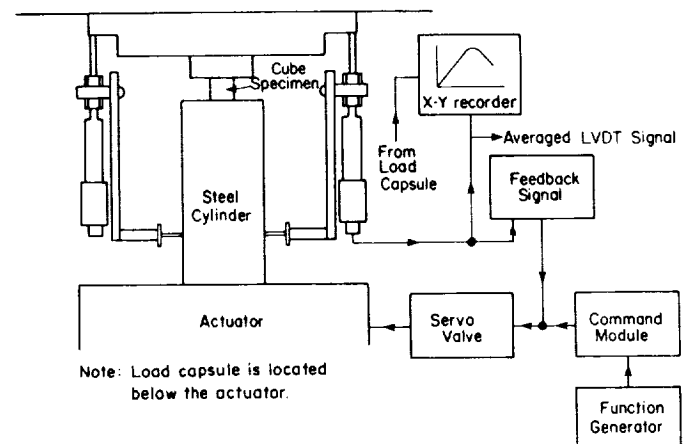 Cube
Specimen
X-Y recorder
From
Load
Capsule
Averaged LVDT Signal
Feedback
Signal
Steel
Cylinder
Actuator
Servo
Valve
Command
Module
Note: Load capsule is located
below the actuator.
Function
Generator